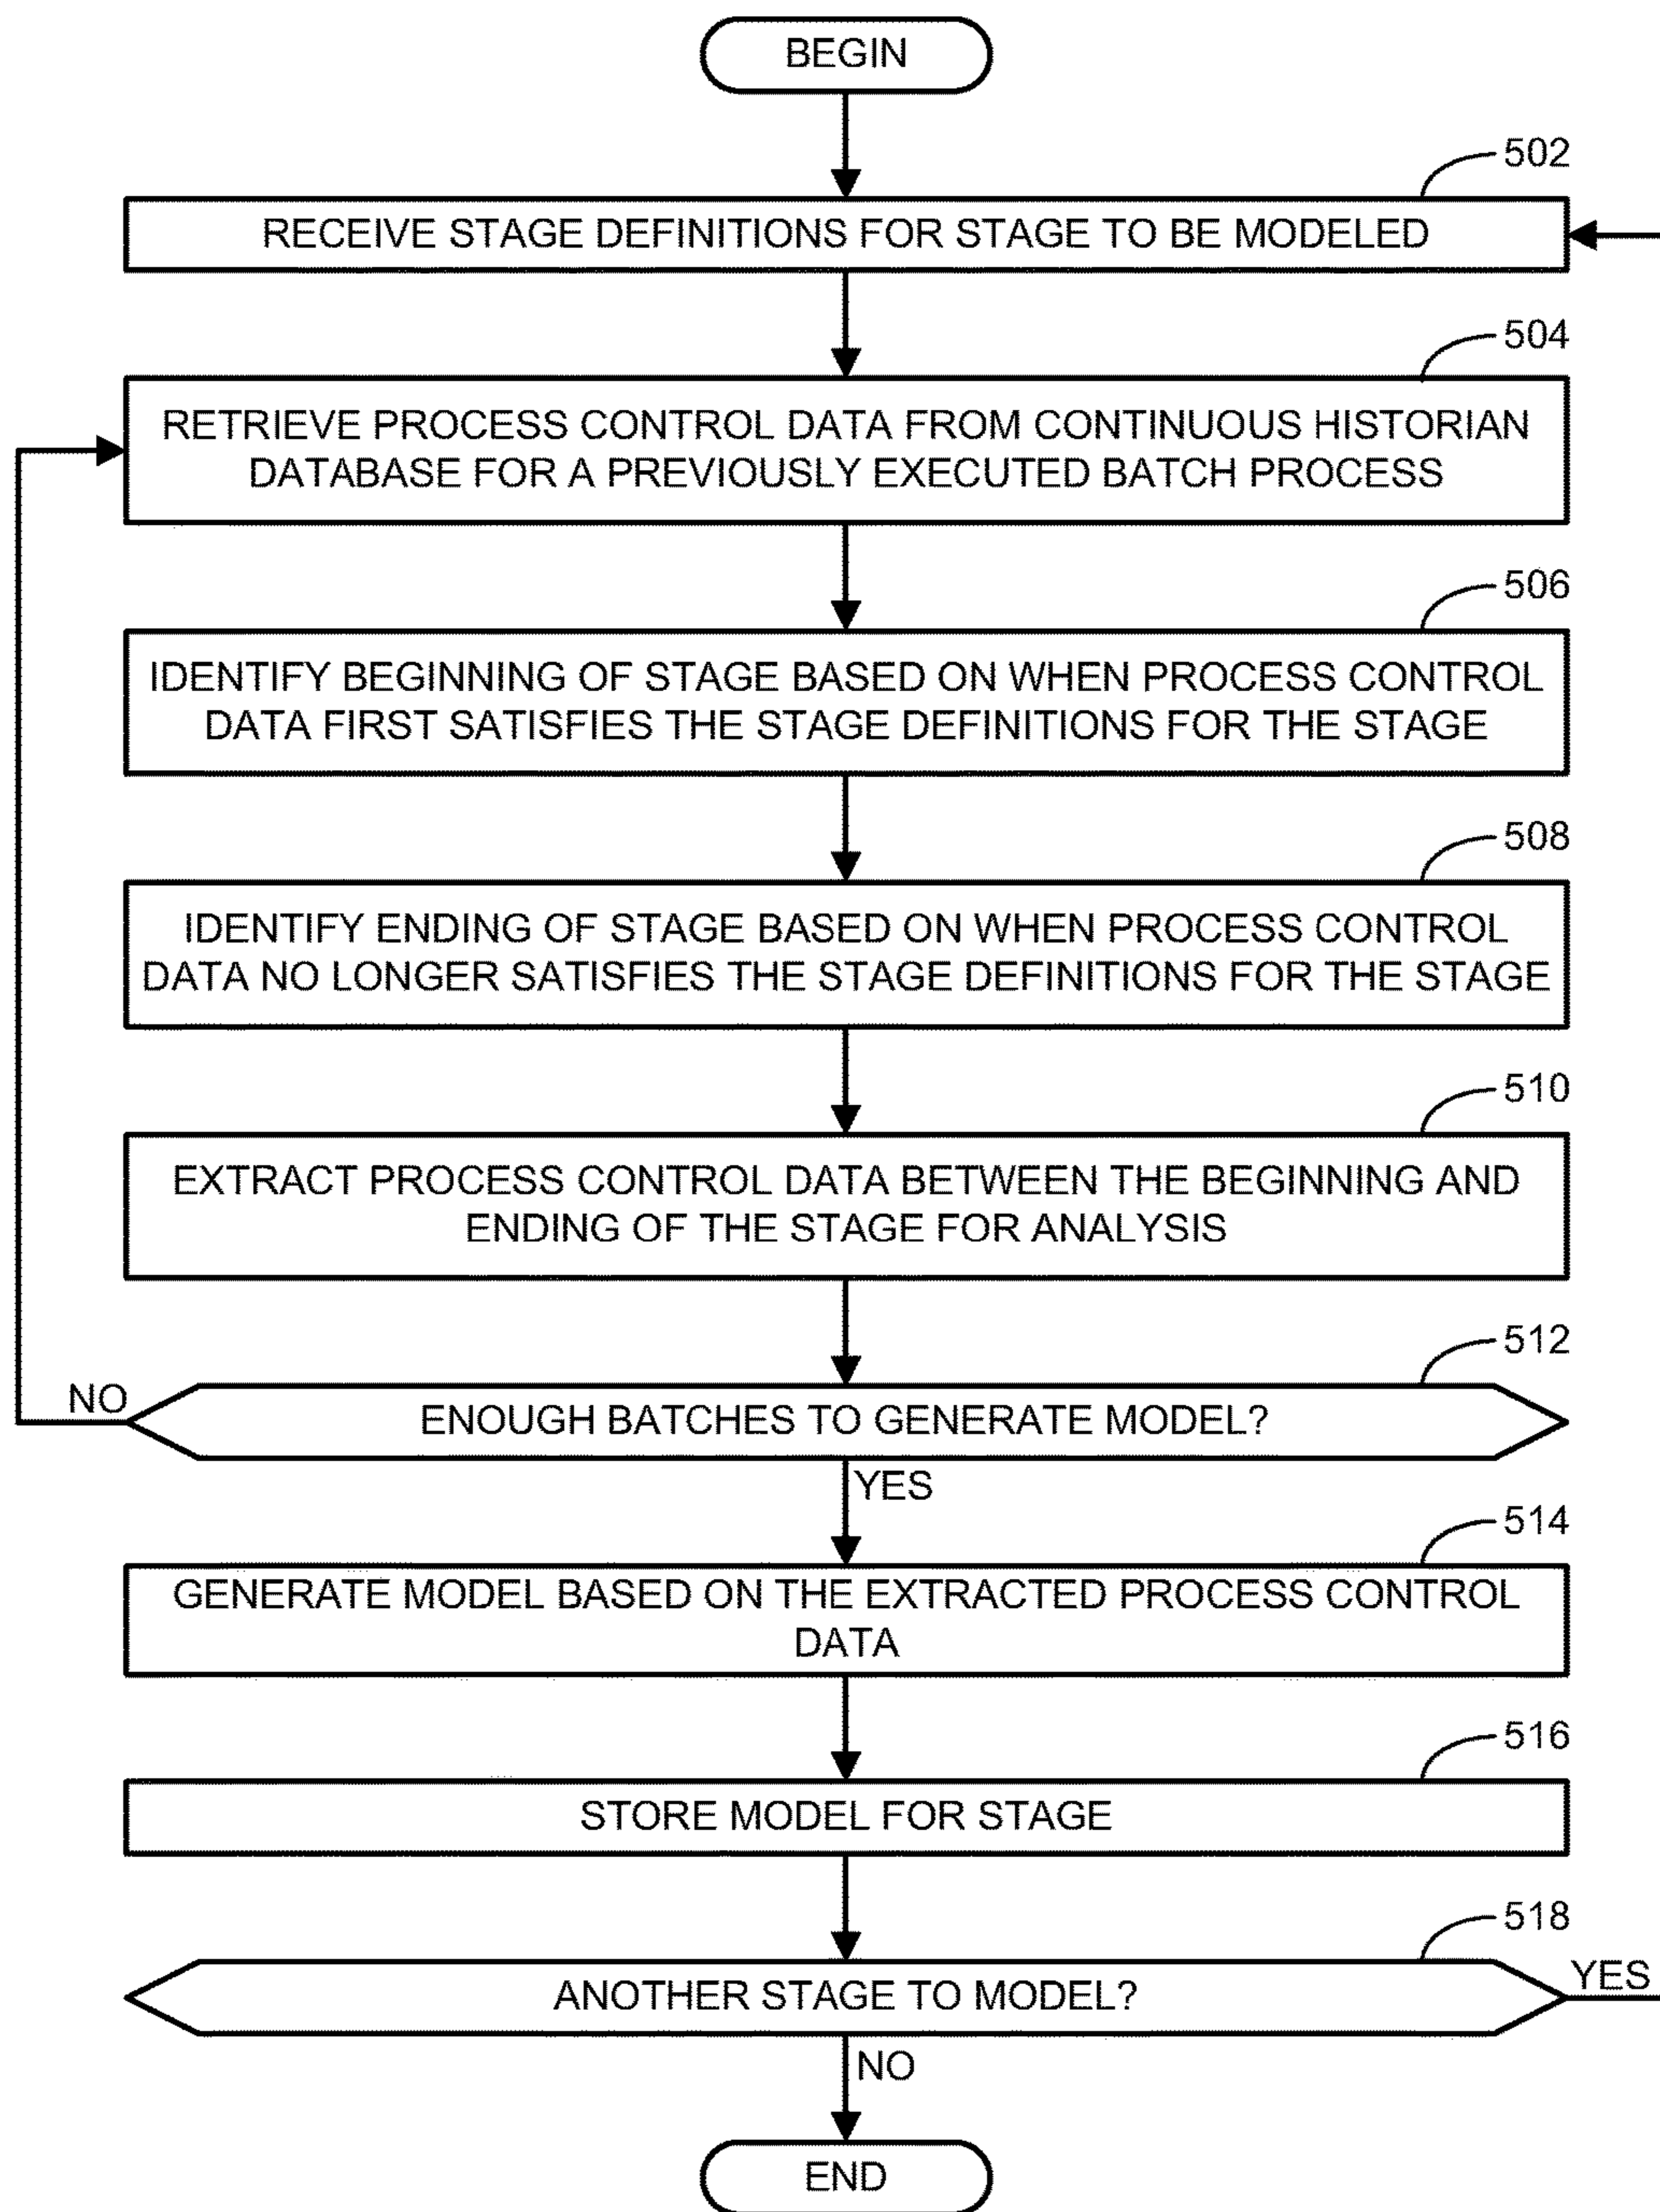 BEGIN
502
RECEIVE STAGE DEFINITIONS FOR STAGE TO BE MODELED
504
RETRIEVE PROCESS CONTROL DATA FROM CONTINUOUS HISTORIAN
DATABASE FOR A PREVIOUSLY EXECUTED BATCH PROCESS
506
IDENTIFY BEGINNING OF STAGE BASED ON WHEN PROCESS CONTROL
DATA FIRST SATISFIES THE STAGE DEFINITIONS FOR THE STAGE
508
IDENTIFY ENDING OF STAGE BASED ON WHEN PROCESS CONTROL
DATA NO LONGER SATISFIES THE STAGE DEFINITIONS FOR THE STAGE
510
EXTRACT PROCESS CONTROL DATA BETWEEN THE BEGINNING AND
ENDING OF THE STAGE FOR ANALYSIS
512
NO
ENOUGH BATCHES TO GENERATE MODEL?
YES
514
GENERATE MODEL BASED ON THE EXTRACTED PROCESS CONTROL
DATA
516
STORE MODEL FOR STAGE
518
ANOTHER STAGE TO MODEL?
YES
NO
END